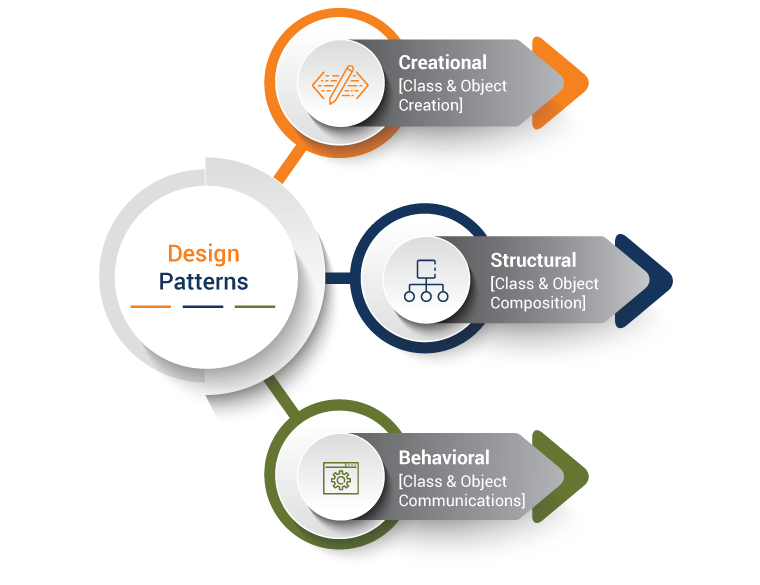 Design
Patterns
Creational
[Class & Object
Creation]
Structural
[Class & Object
Composition]
Behavioral
[Class & Object
Communications]